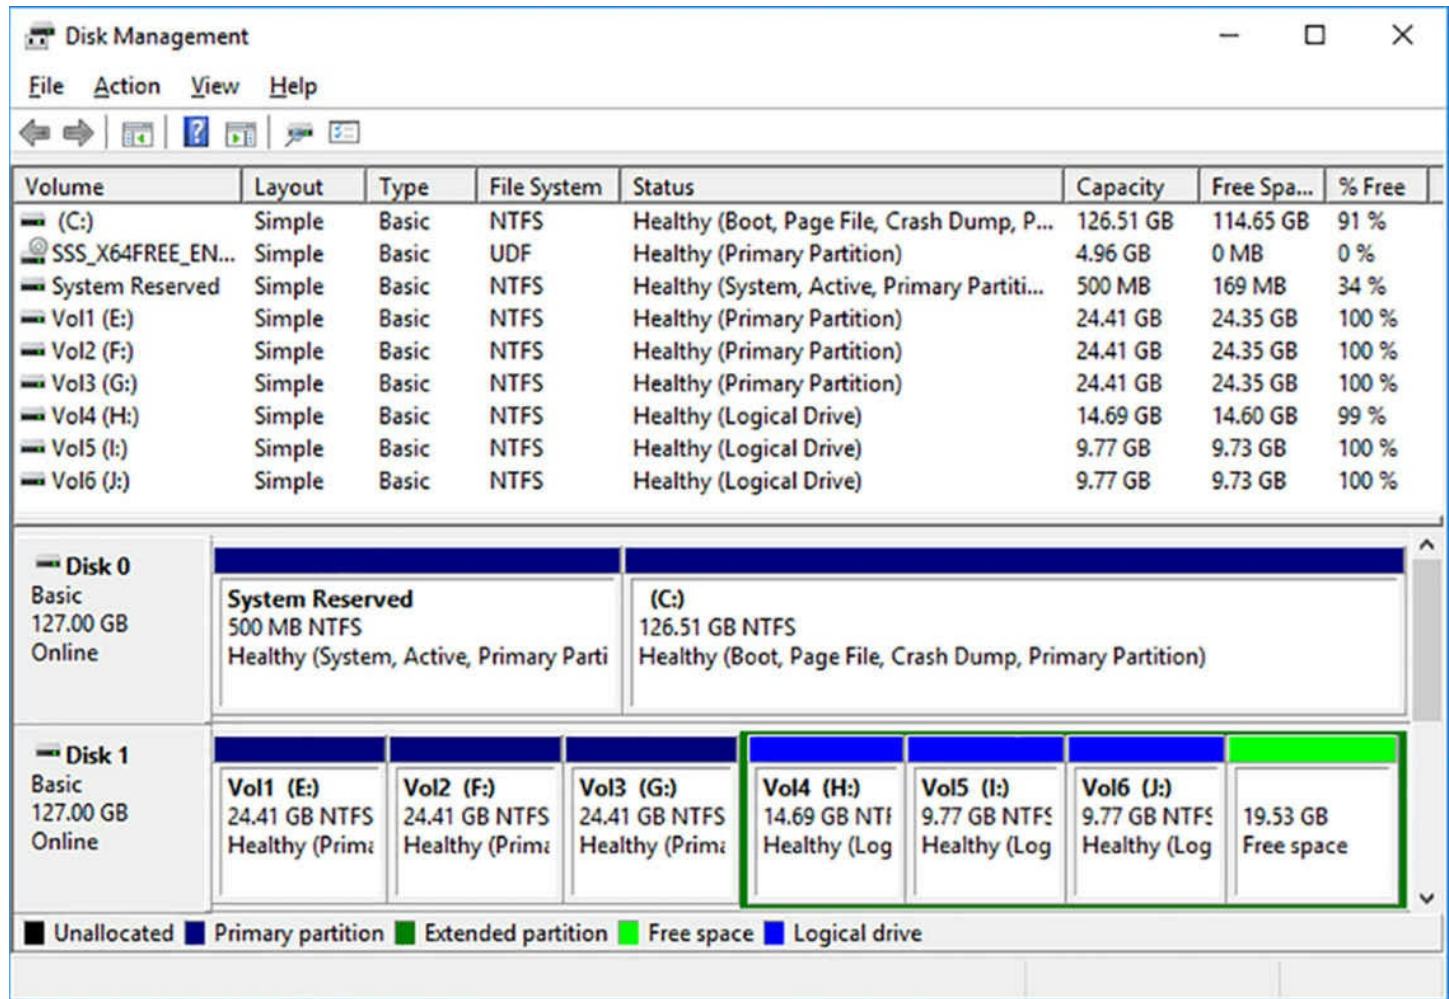 Disk Management
File Action View Help
Volume Layout Type File System Status Capacity Free Spa... % Free
(C:) Simple Basic NTFS Healthy (Boot, Page File, Crash Dump, P... 126.51 GB 114.65 GB 91 %
SSS_X64FREE_EN... Simple Basic UDF Healthy (Primary Partition) 4.96 GB 0 MB 0 %
System Reserved Simple Basic NTFS Healthy (System, Active, Primary Partiti... 500 MB 169 MB 34 %
Vol1 (E:) Simple Basic NTFS Healthy (Primary Partition) 24.41 GB 24.35 GB 100 %
Vol2 (F:) Simple Basic NTFS Healthy (Primary Partition) 24.41 GB 24.35 GB 100 %
Vol3 (G:) Simple Basic NTFS Healthy (Primary Partition) 24.41 GB 24.35 GB 100 %
Vol4 (H:) Simple Basic NTFS Healthy (Logical Drive) 14.69 GB 14.60 GB 99 %
Vol5 (I:) Simple Basic NTFS Healthy (Logical Drive) 9.77 GB 9.73 GB 100 %
Vol6 (J:) Simple Basic NTFS Healthy (Logical Drive) 9.77 GB 9.73 GB 100 %
Disk 0
Basic
127.00 GB
Online
System Reserved
500 MB NTFS
Healthy (System, Active, Primary Parti
(C:)
126.51 GB NTFS
Healthy (Boot, Page File, Crash Dump, Primary Partition)
Disk 1
Basic
127.00 GB
Online
Vol1 (E:)
24.41 GB NTFS
Healthy (Prima
Vol2 (F:)
24.41 GB NTFS
Healthy (Prima
Vol3 (G:)
24.41 GB NTFS
Healthy (Prima
Vol4 (H:)
14.69 GB NTF
Healthy (Log
Vol5 (I:)
9.77 GB NTFS
Healthy (Log
Vol6 (J:)
9.77 GB NTFS
Healthy (Log
19.53 GB
Free space
Unallocated Primary partition Extended partition Free space Logical drive